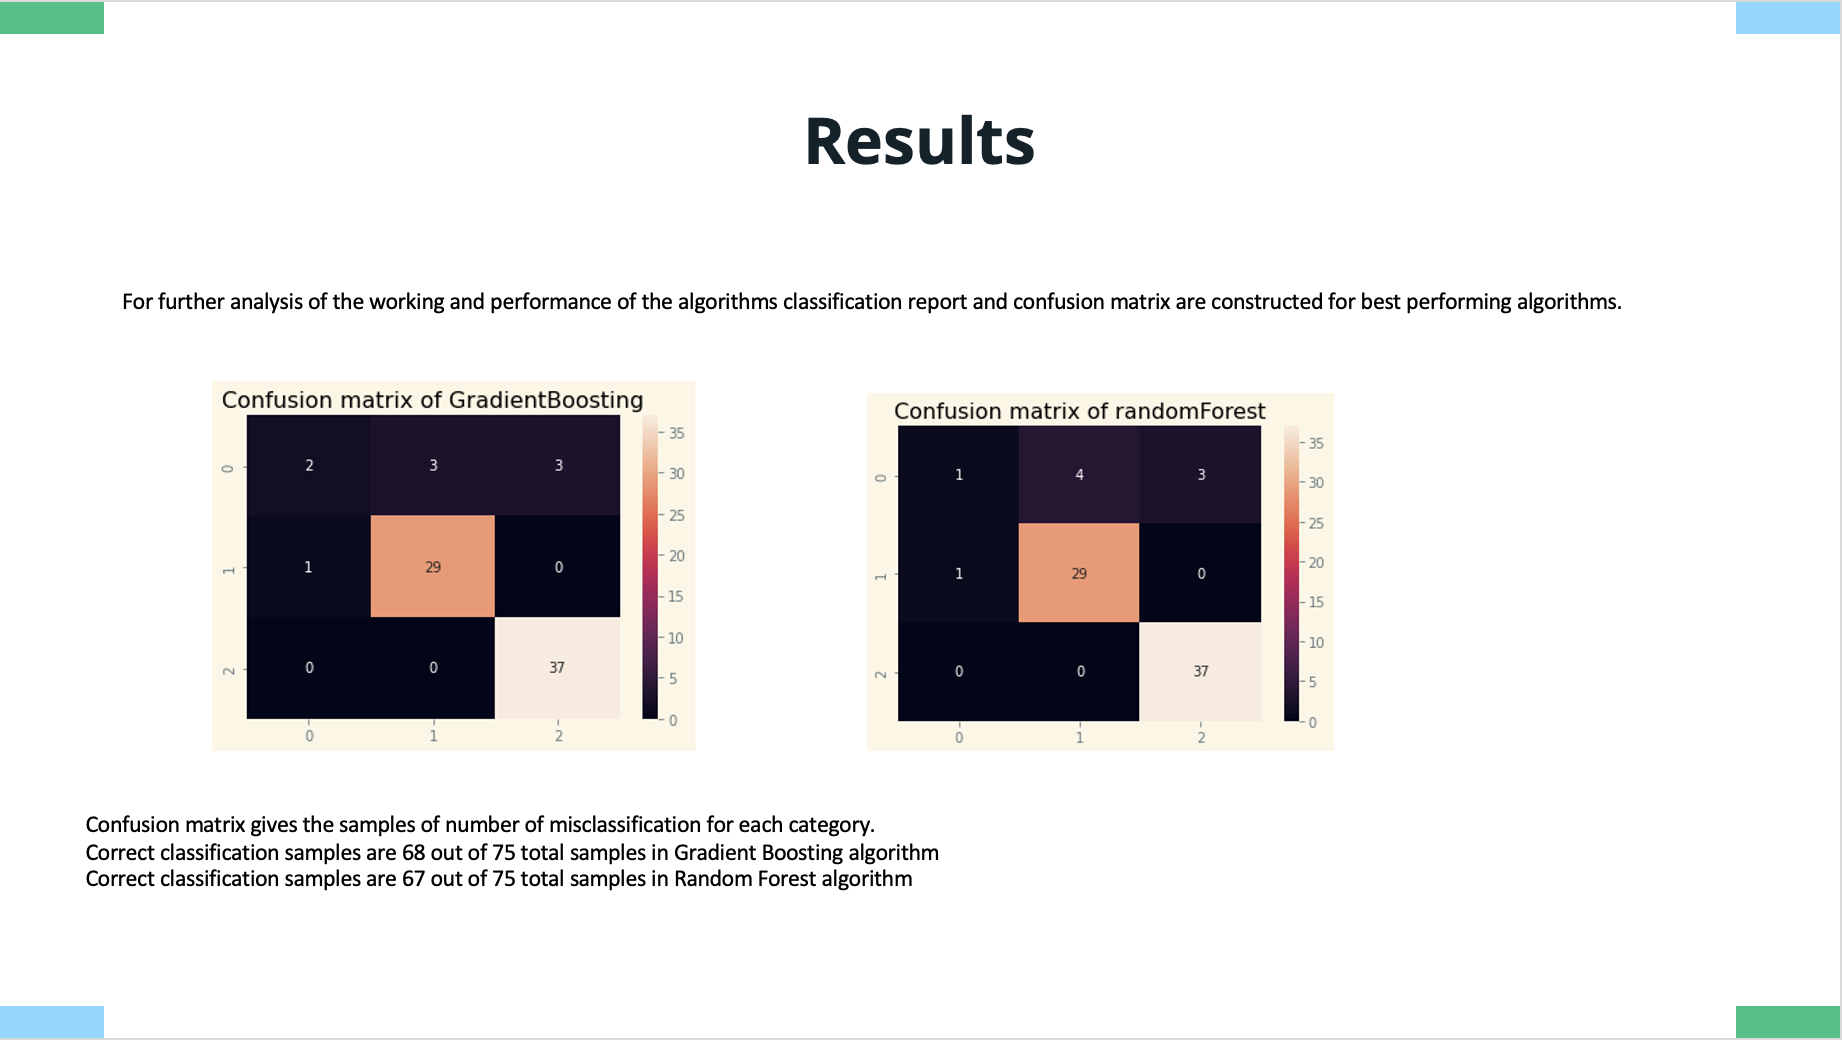 Results
For further analysis of the working and performance of the algorithms classification report and confusion matrix are constructed for best performing algorithms.
Confusion matrix of GradientBoosting
0 2 3 3
1 1 29 0
2 0 0 37
0 1 2
35
30
25
20
15
10
5
0
Confusion matrix of randomForest
0 1 4 3
1 1 29 0
2 0 0 37
0 1 2
35
30
25
20
15
10
5
0
Confusion matrix gives the samples of number of misclassification for each category.
Correct classification samples are 68 out of 75 total samples in Gradient Boosting algorithm
Correct classification samples are 67 out of 75 total samples in Random Forest algorithm